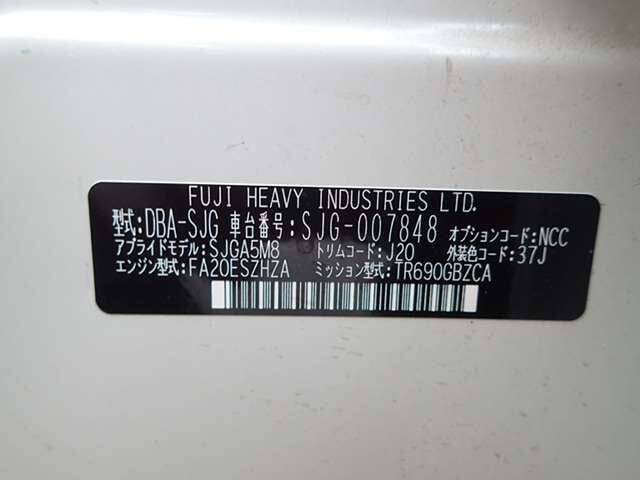 FUJI HEAVY INDUSTRIES LTD.
型式:DBA-SJG 車台番号:SJG-007848 オプションコード:NCC
アプライドモデル:SJGA5M8 トリムコード:J20 外装色コード:37J
エンジン型式:FA20ESZHZA ミッション型式:TR690GBZCA